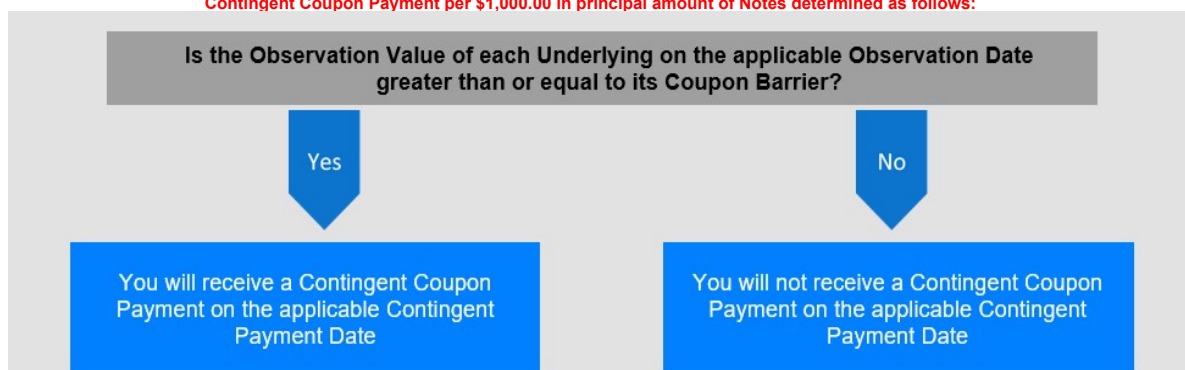 Contingent Coupon Payment per $1,000.00 in principal amount of Notes determined as follows:
Is the Observation Value of each Underlying on the applicable Observation Date
greater than or equal to its Coupon Barrier?
Yes
No
You will receive a Contingent Coupon
Payment on the applicable Contingent
Payment Date
You will not receive a Contingent Coupon
Payment on the applicable Contingent
Payment Date